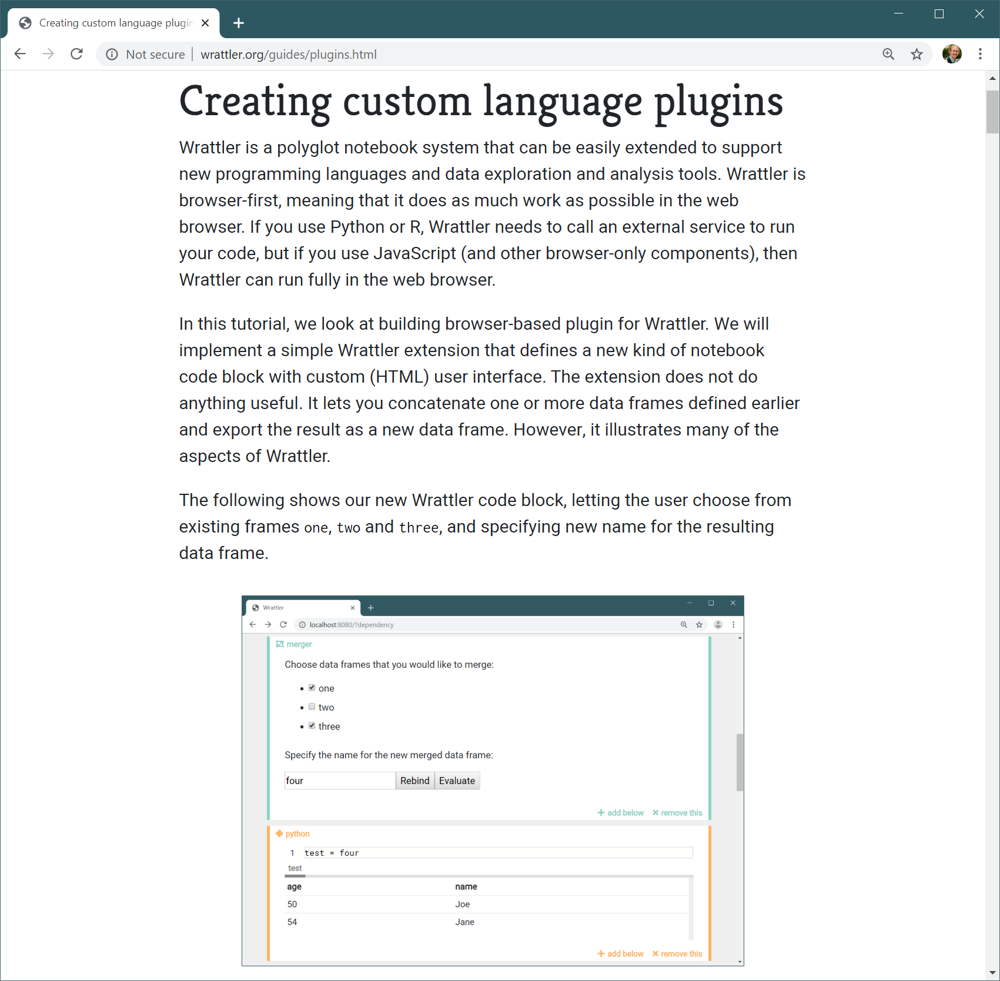 Creating custom language plugin
Not secure
wrattler.org/guides/plugins.html
Creating custom language plugins
Wrattler is a polyglot notebook system that can be easily extended to support
new programming languages and data exploration and analysis tools. Wrattler is
browser-first, meaning that it does as much work as possible in the web
browser. If you use Python or R, Wrattler needs to call an external service to run
your code, but if you use JavaScript (and other browser-only components), then
Wrattler can run fully in the web browser.
In this tutorial, we look at building browser-based plugin for Wrattler. We will
implement a simple Wrattler extension that defines a new kind of notebook
code block with custom (HTML) user interface. The extension does not do
anything useful. It lets you concatenate one or more data frames defined earlier
and export the result as a new data frame. However, it illustrates many of the
aspects of Wrattler.
The following shows our new Wrattler code block, letting the user choose from
existing frames one, two and three, and specifying new name for the resulting
data frame.
Wrattler
localhost:8080/?dependency
merger
Choose data frames that you would like to merge:
one
two
three
Specify the name for the new merged data frame:
four Rebind Evaluate
add below remove this
python
1 test = four
test
age name
50 Joe
54 Jane
add below remove this